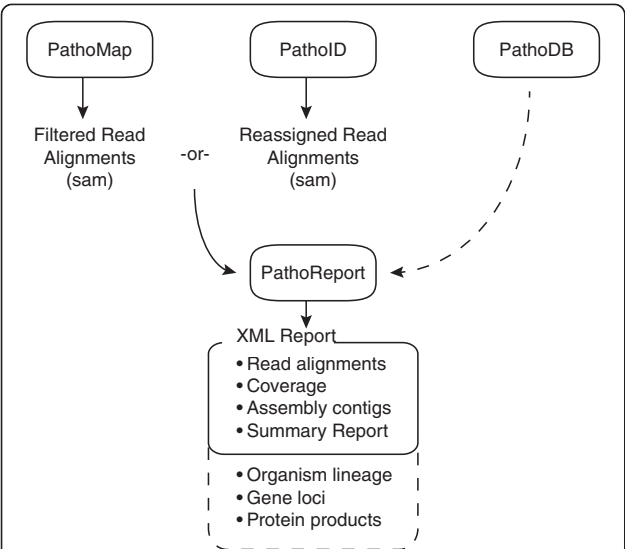 PathoMap
PathoID
PathoDB
Filtered Read
Alignments
(sam)
-or-
Reassigned Read
Alignments
(sam)
PathoReport
XML Report
• Read alignments
• Coverage
• Assembly contigs
• Summary Report
• Organism lineage
• Gene loci
• Protein products